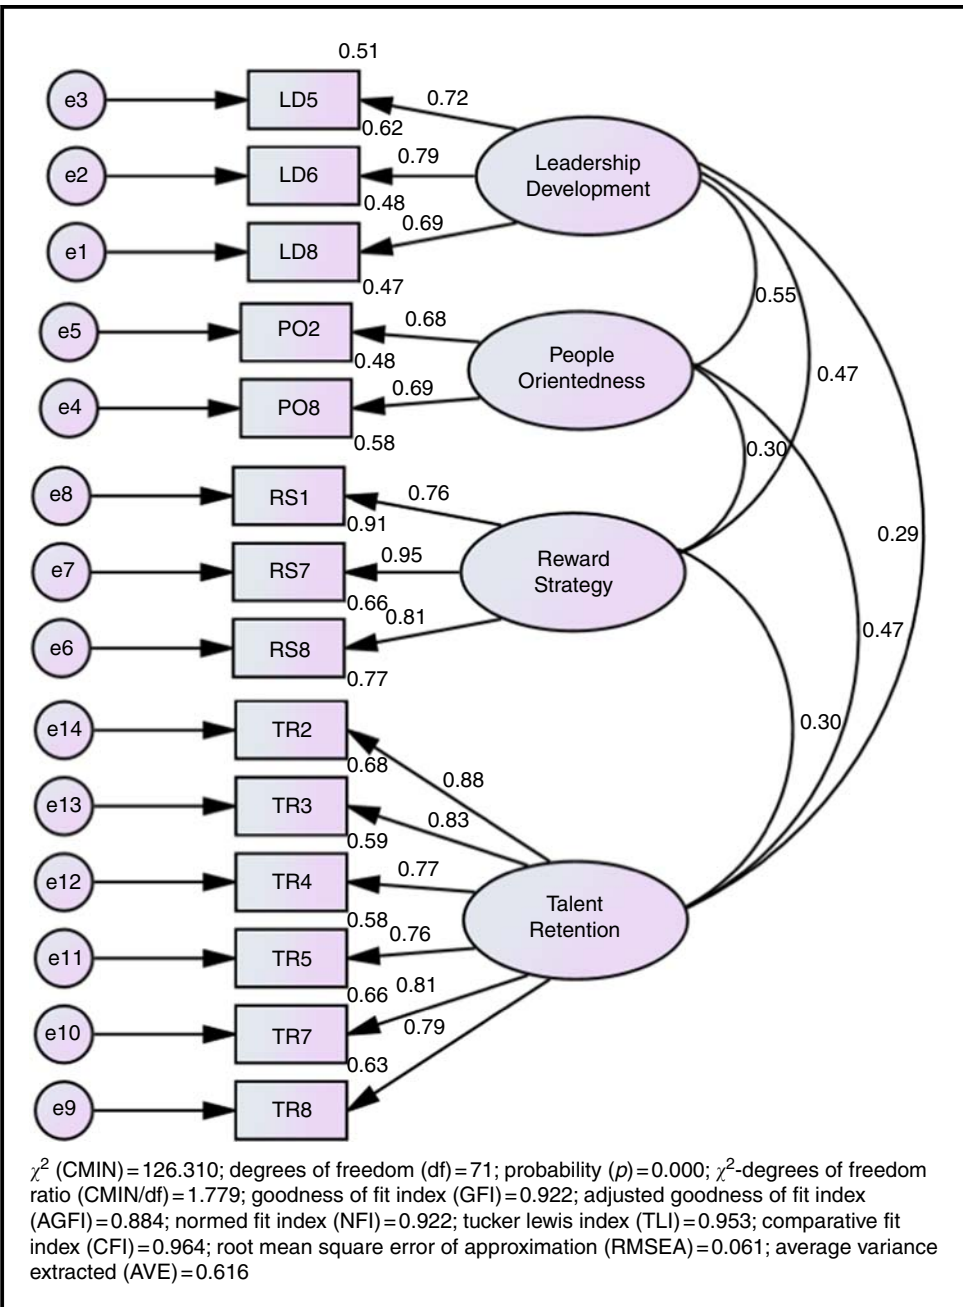 0.51
e3
LD5
0.72
0.62
e2
LD6
0.79
Leadership
Development
0.48
e1
LD8
0.69
0.47
0.55
e5
PO2
0.68
0.48
People
Orientedness
0.47
e4
PO8
0.69
0.58
0.30
e8
RS1
0.76
0.91
0.29
e7
RS7
0.95
Reward
Strategy
0.66
0.81
e6
RS8
0.47
0.77
e14
TR2
0.30
0.68
0.88
e13
TR3
0.83
0.59
e12
TR4
0.77
Talent
Retention
0.58
0.76
e11
TR5
0.66
0.81
e10
TR7
0.79
0.63
e9
TR8
χ² (CMIN) = 126.310; degrees of freedom (df) = 71; probability (p) = 0.000; χ²-degrees of freedom
ratio (CMIN/df) = 1.779; goodness of fit index (GFI) = 0.922; adjusted goodness of fit index
(AGFI) = 0.884; normed fit index (NFI) = 0.922; tucker lewis index (TLI) = 0.953; comparative fit
index (CFI) = 0.964; root mean square error of approximation (RMSEA) = 0.061; average variance
extracted (AVE) = 0.616